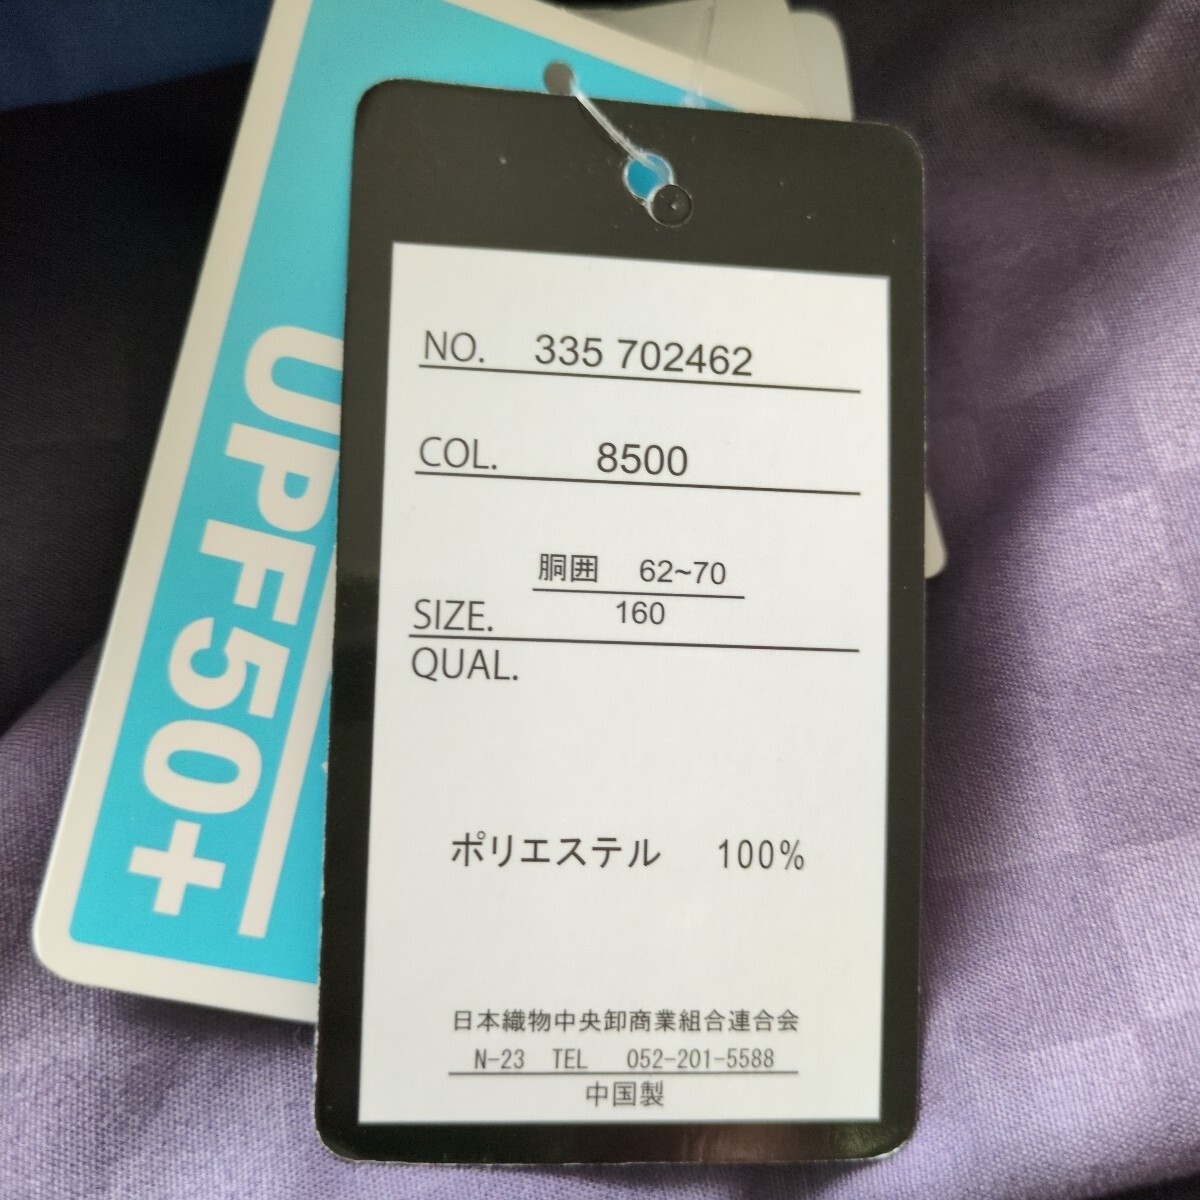 NO. 335 702462
COL. 8500
胴囲 62~70
SIZE. 160
QUAL.
ポリエステル 100%
日本織物中央卸商業組合連合会
N-23 TEL 052-201-5588
中国製
UPF50+